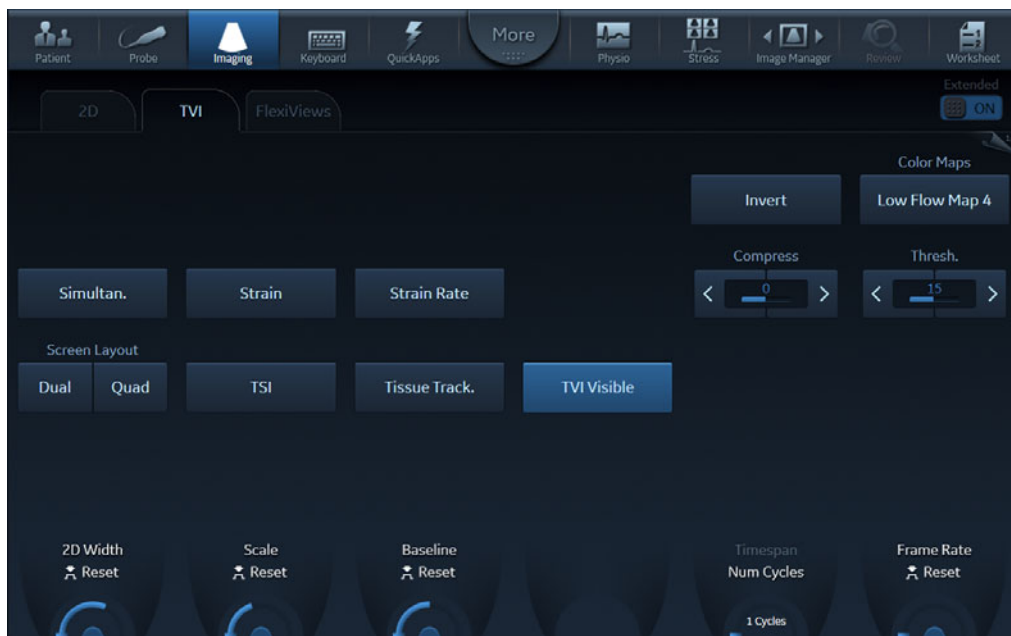 Patient
Probe
Imaging
Keyboard
QuickApps
More
Physio
Stress
Image Manager
Review
Worksheet
Extended
ON
2D
TVI
FlexiViews
1
Color Maps
Invert
Low Flow Map 4
Compress
Thresh.
Simultan.
Strain
Strain Rate
0
15
Screen Layout
Dual
Quad
TSI
Tissue Track.
TVI Visible
2D Width
Scale
Baseline
Timespan
Frame Rate
Reset
Reset
Reset
Num Cycles
Reset
1 Cycles